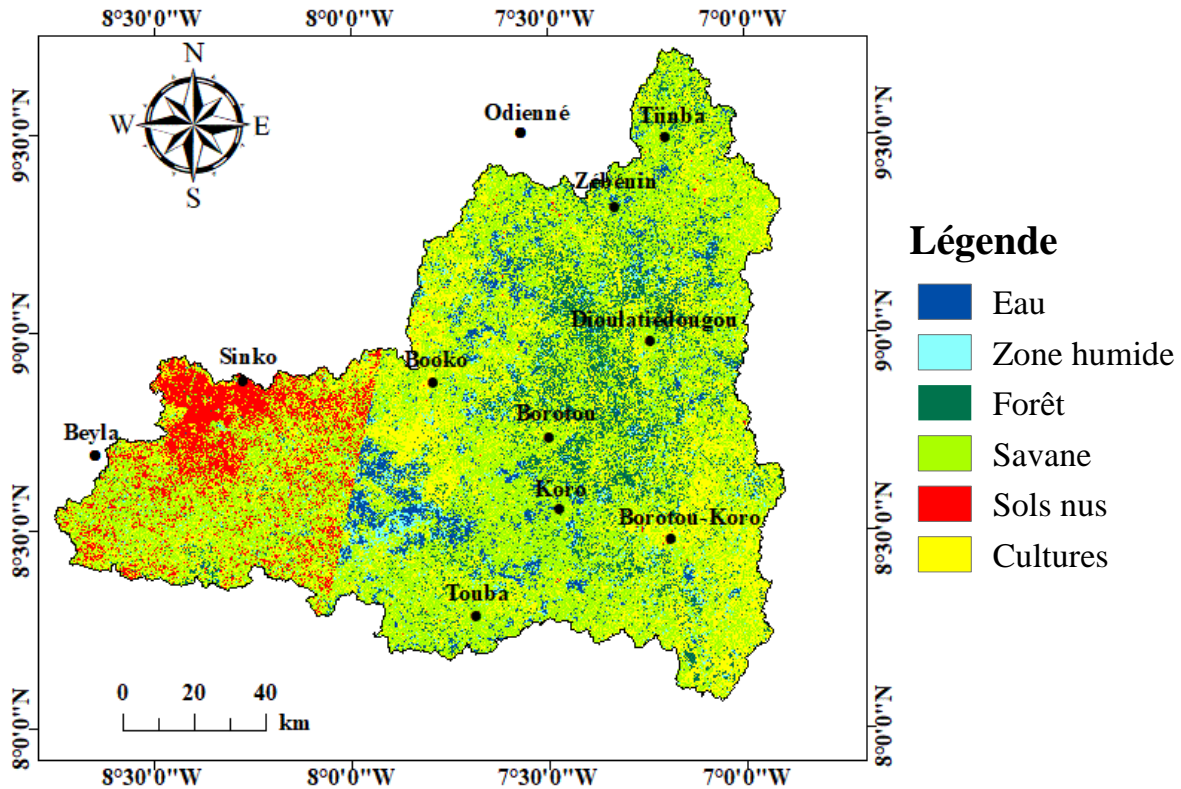 8°30'0"W 8°0'0"W 7°30'0"W 7°0'0"W
N
W E
S
9°30'0"N 9°30'0"N
Odienné
Tiinba
Zébénin
Dioulatiédougou
9°0'0"N 9°0'0"N
Sinko
Booko
Borotou
Beyla
Koro
Borotou-Koro
8°30'0"N 8°30'0"N
Touba
0 20 40
km
8°0'0"N 8°0'0"N
8°30'0"W 8°0'0"W 7°30'0"W 7°0'0"W
Légende
Eau
Zone humide
Forêt
Savane
Sols nus
Cultures